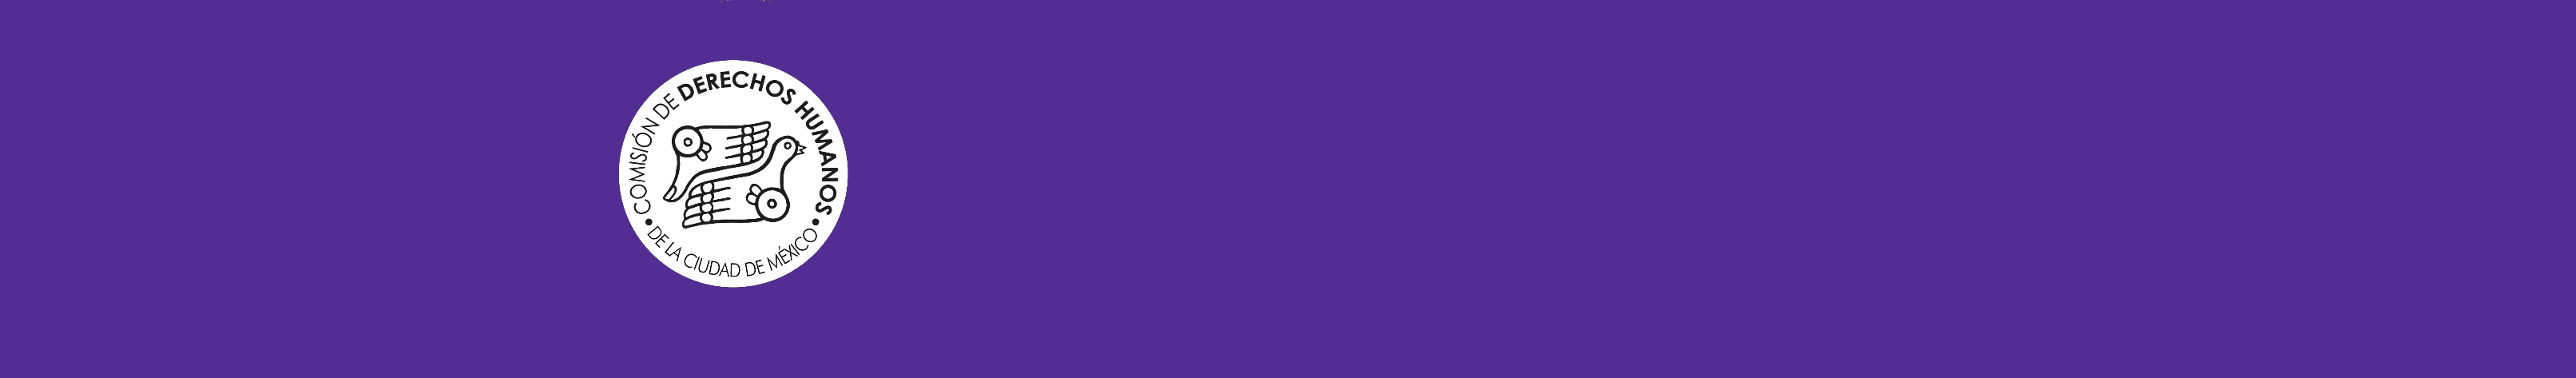 • COMISIÓN DE DERECHOS HUMANOS •
DE LA CIUDAD DE MÉXICO